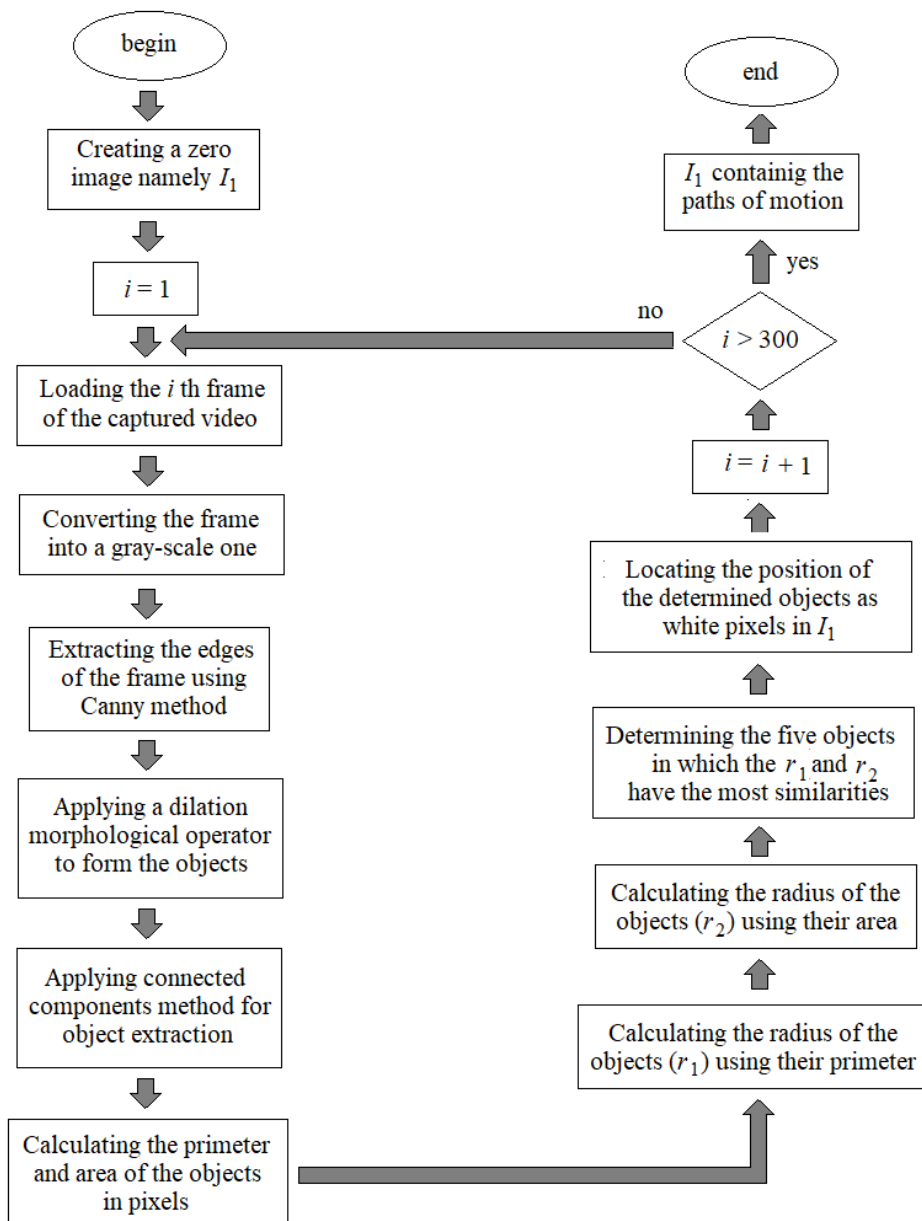 begin
Creating a zero
image namely I1
i = 1
Loading the i th frame
of the captured video
Converting the frame
into a gray-scale one
Extracting the edges
of the frame using
Canny method
Applying a dilation
morphological operator
to form the objects
Applying connected
components method for
object extraction
Calculating the primeter
and area of the objects
in pixels
Calculating the radius of the
objects (r1) using their primeter
Calculating the radius of the
objects (r2) using their area
Determining the five objects
in which the r1 and r2
have the most similarities
Locating the position of
the determined objects as
white pixels in I1
i = i + 1
i > 300
no
yes
I1 containig the
paths of motion
end